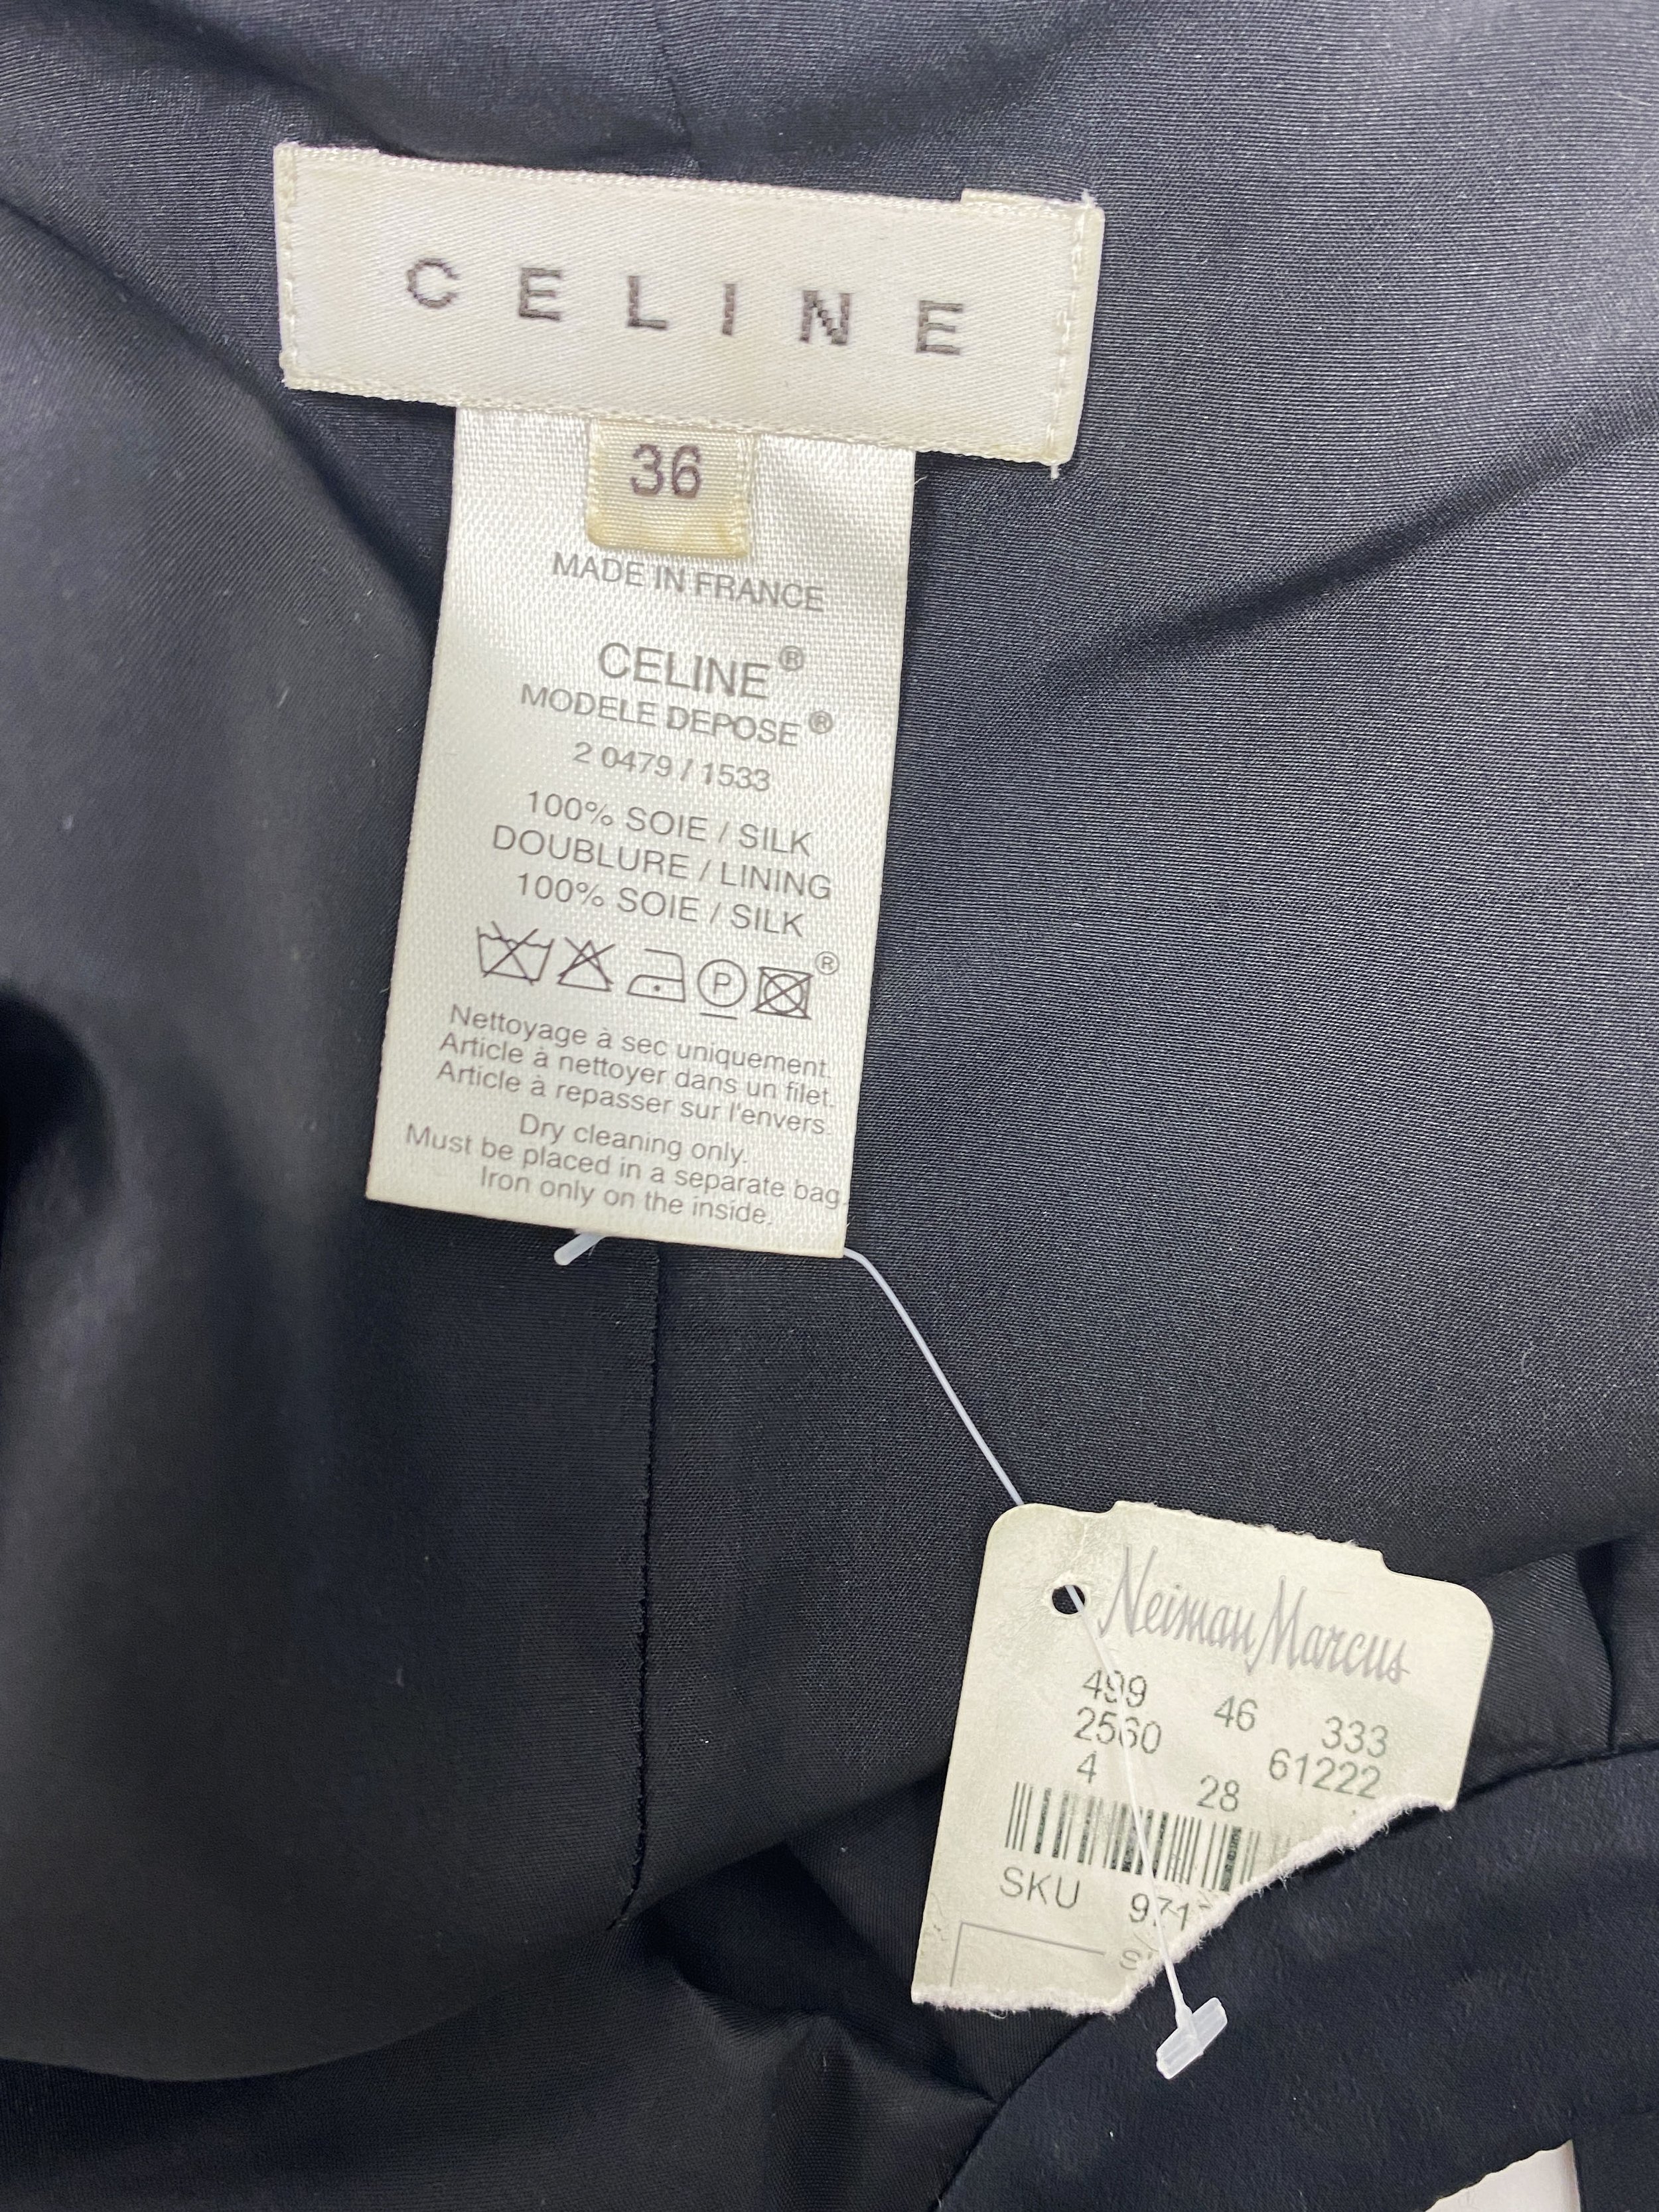 CELINE
36
MADE IN FRANCE
CELINE®
MODELE DEPOSE®
2 0479 / 1533
100% SOIE / SILK
DOUBLURE / LINING
100% SOIE / SILK
P ®
Nettoyage à sec uniquement.
Article à nettoyer dans un filet.
Article à repasser sur l'envers.
Dry cleaning only.
Must be placed in a separate bag.
Iron only on the inside.
Neiman Marcus
499 46 333
2560 61222
4 28
SKU 971